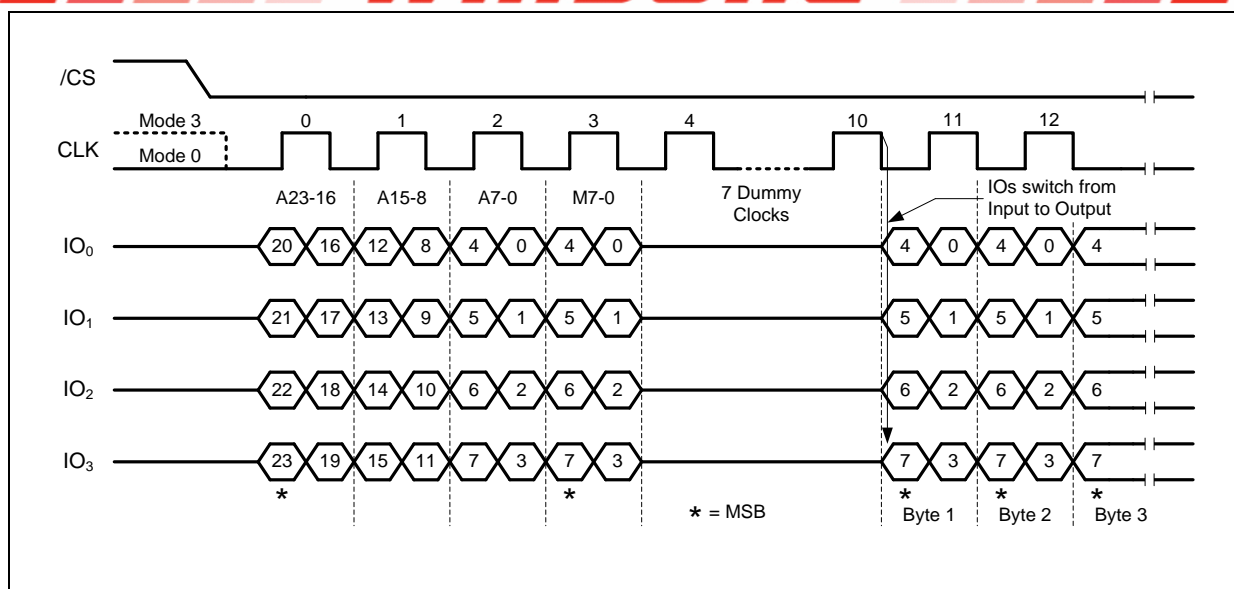 /CS
Mode 3
CLK
Mode 0
0 1 2 3 4 10 11 12
A23-16 A15-8 A7-0 M7-0
7 Dummy
Clocks
IOs switch from
Input to Output
IO0 20 16 12 8 4 0 4 0 4 0 4 0 4
IO1 21 17 13 9 5 1 5 1 5 1 5 1 5
IO2 22 18 14 10 6 2 6 2 6 2 6 2 6
IO3 23 19 15 11 7 3 7 3 7 3 7 3 7
* * * * *
* = MSB
Byte 1 Byte 2 Byte 3